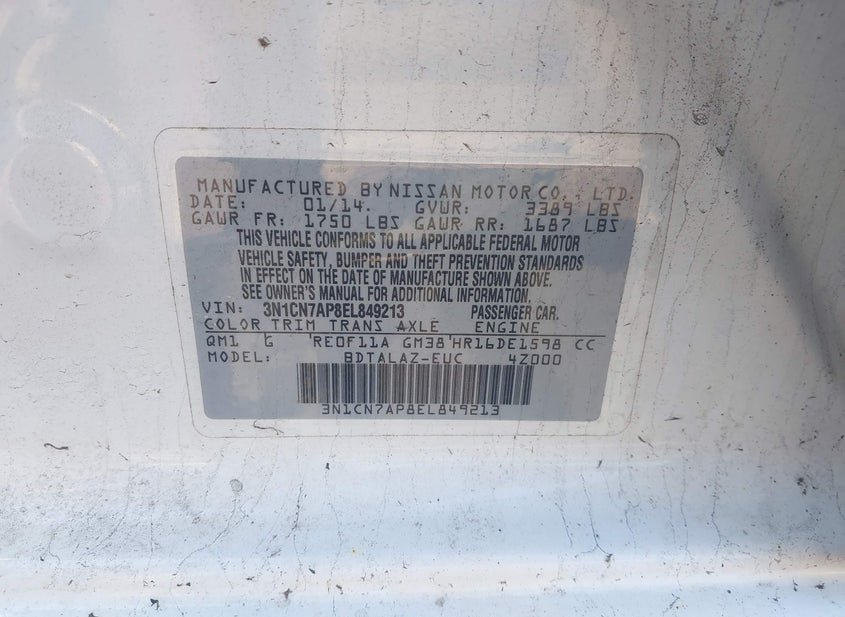 MANUFACTURED BY NISSAN MOTOR CO., LTD.
DATE: 01/14. GVWR: 3389 LBS
GAWR FR: 1750 LBS GAWR RR: 1687 LBS
THIS VEHICLE CONFORMS TO ALL APPLICABLE FEDERAL MOTOR
VEHICLE SAFETY, BUMPER AND THEFT PREVENTION STANDARDS
IN EFFECT ON THE DATE OF MANUFACTURE SHOWN ABOVE.
SEE OWNER'S MANUAL FOR ADDITIONAL INFORMATION.
VIN: 3N1CN7AP8EL849213 PASSENGER CAR.
COLOR TRIM TRANS AXLE ENGINE
QM1 G 'RE0F11A GM38'HR16DE1598 CC
MODEL: BDTALAZ-EUC 4Z000
3N1CN7AP8EL849213